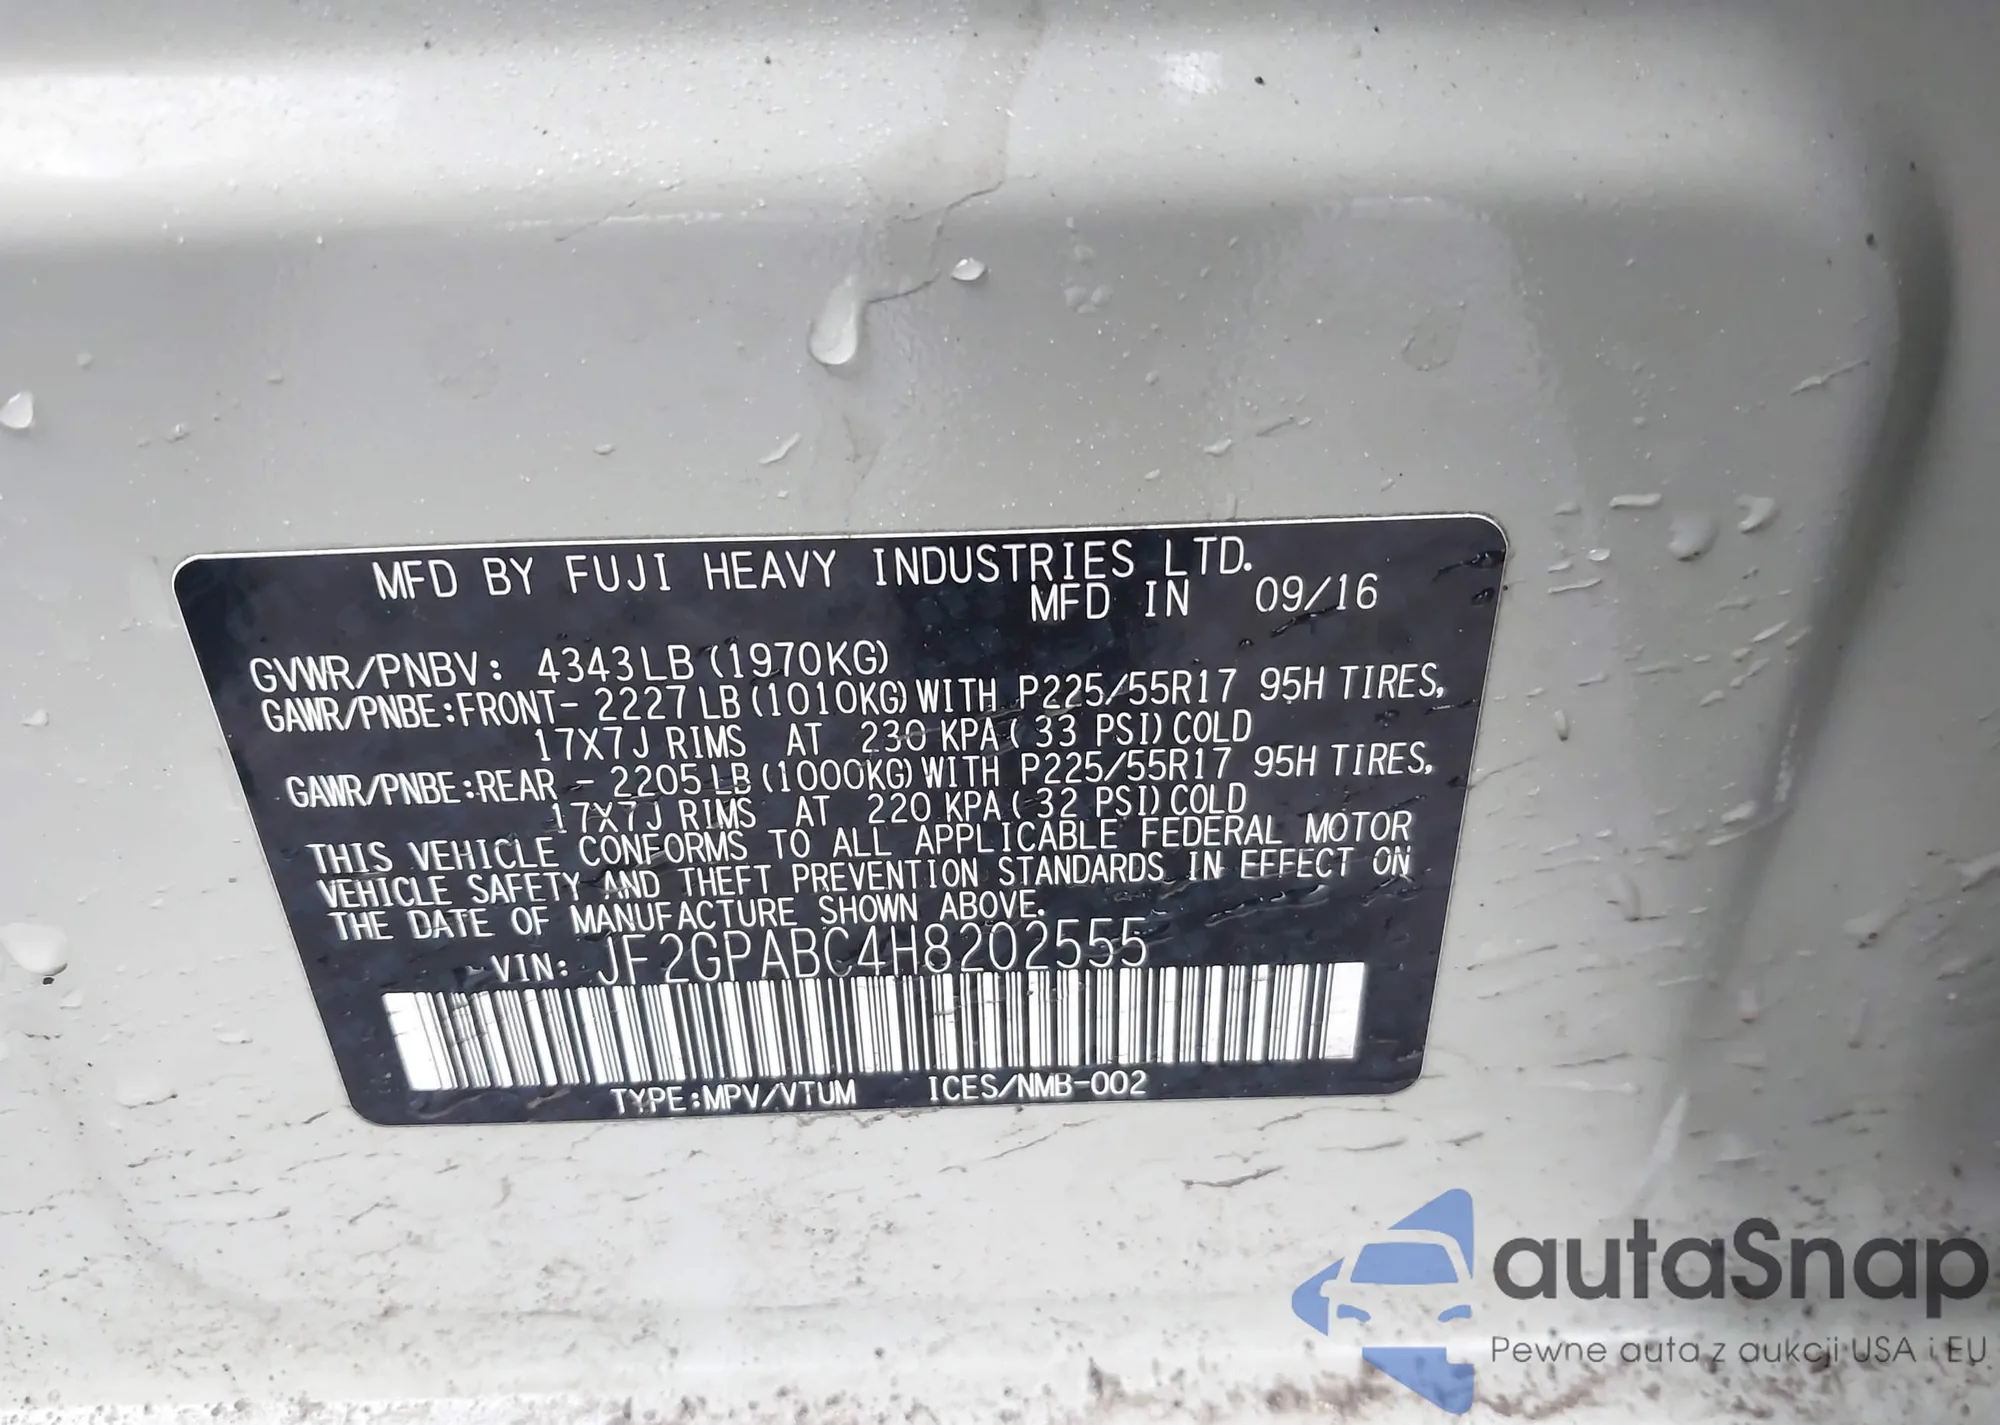 MFD BY FUJI HEAVY INDUSTRIES LTD.
MFD IN 09/16
GVWR/PNBV: 4343LB(1970KG)
GAWR/PNBE:FRONT- 2227LB(1010KG)WITH P225/55R17 95H TIRES,
17X7J RIMS AT 230 KPA( 33 PSI)COLD
GAWR/PNBE:REAR - 2205LB(1000KG)WITH P225/55R17 95H TIRES,
17X7J RIMS AT 220 KPA( 32 PSI)COLD
THIS VEHICLE CONFORMS TO ALL APPLICABLE FEDERAL MOTOR
VEHICLE SAFETY AND THEFT PREVENTION STANDARDS IN EFFECT ON
THE DATE OF MANUFACTURE SHOWN ABOVE.
VIN: JF2GPABC4H8202555
TYPE:MPV/VTUM ICES/NMB-002
autaSnap
Pewne auta z aukcji USA i EU